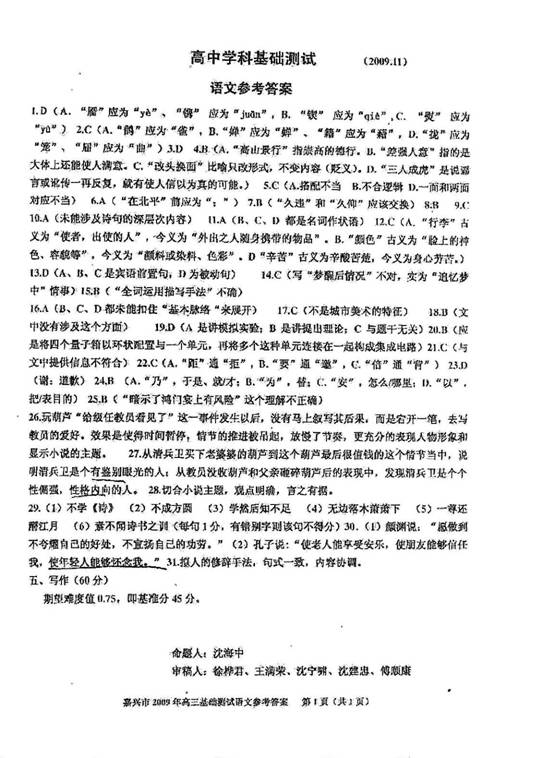 高中学科基础测试 (2009.11)
语文参考答案
1.D（A．“靥”应为“yè”、“镌” 应为“juān”，B．“锲” 应为“qiè”，C．“熨” 应为
“yù”）2.C（A.“鹊”应为“雀”，B.“婵”应为“蝉”、“籍”应为“藉”，D.“拢”应为
“笼”、“屈”应为“曲”）3.D 4.B（A.“高山景行”指崇高的德行。B.“差强人意”指的是
大体上还能使人满意。C.“改头换面”比喻只改形式，不变内容（贬义）。D.“三人成虎”是说谣
言或讹传一再反复，就有使人信以为真的可能。） 5.C（A.搭配不当 B.不合逻辑 D.一面和两面
对应不当） 6.A（“在北平”前应为“；”） 7.B（“久违”和“久仰”应该交换）8.B 9.C
10.A（未能涉及诗句的深层次内容） 11.A（B、C、D 都是名词作状语） 12.C（A.“行李”古
义为“使者，出使的人”，今义为“外出之人随身携带的物品”。B.“颜色”古义为“脸上的神
色、容貌等”，今义为“颜料或染料、色彩”。D“辛苦”古义为辛酸苦楚，今义为身心劳苦。）
13.D（A、B、C 是宾语前置句，D 为被动句） 14.C（写“梦醒后情况”不对，实为“追忆梦
中”情事）15.B（“全词运用描写手法”不确）
16.A（B、C、D 都未能扣住“基本脉络”来展开） 17.C（不是城市美术的特征） 18.B（文
中没有涉及这个方面） 19.D（A 是讲模拟实验；B 是讲提出理论；C 与题干无关）20.B（应
是将四个量子箱以环状配置与一个单元，再将多个这种单元连接在一起构成集成电路）21.C（与
文中提供信息不符合）22.C（A.“距”通“拒”，B.“要”通“邀”，C.“倍”通“背”） 23.D
（谢：道歉） 24.B （A.“乃”，于是、就/才；B.“为”，替；C.“安”，怎么/哪里；D.“以”，
把/表目的） 25.B（“暗示了鸿门宴上有风险”这个理解不正确）
26.玩葫芦“给级任教员看见了”这一事件发生以后，没有马上叙写其后果，而是宕开一笔，去写
教员的爱好。效果是使得时间暂停，情节的推进被吊起，放慢了节奏，更充分的表现人物形象和
显示小说的主题。 27.从清兵卫买下老婆婆的葫芦到这个葫芦最后很值钱的这个情节当中，说
明清兵卫是个有鉴别眼光的人；从教员没收葫芦和父亲砸碎葫芦后的表现中，发现清兵卫是个个
性倔强，性格内向的人。 28.切合小说主题，观点明确，言之有据。
29.（1）不学《诗》 （2）不成方圆 （3）学然后知不足 （4）无边落木萧萧下 （5）一尊还
酹江月 （6）衰不闻诗书之训（每句 1 分，有错别字则该句不得分）30.（1）颜渊说：“愿做到
不夸耀自己的好处，不宣扬自己的功劳。”（2）孔子说：“使老人能享受安乐，使朋友能够信任
我，使年轻人能够怀念我。” 31.拟人的修辞手法，句式一致，内容协调。
五、写作（60 分）
期望难度值 0.75，即基准分 45 分。
命题人：沈海中
审稿人：徐桦君、王满荣、沈宁骕、沈建忠、傅顺康
嘉兴市 2009 年高三基础测试语文参考答案 第 1 页（共 1 页）